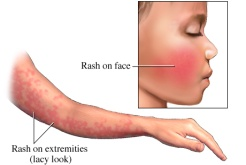 Rash on face
Rash on extremities
(lacy look)